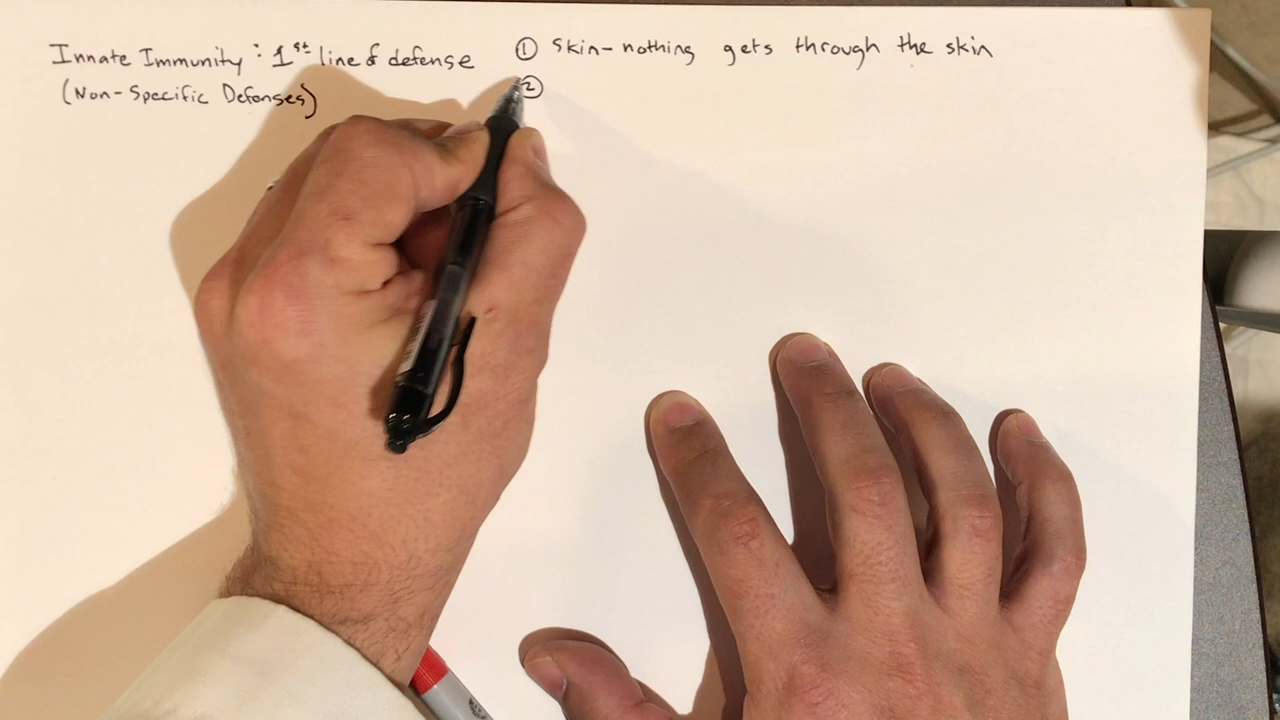 Innate Immunity : 1st line of defense
(Non-Specific Defenses)
① Skin-nothing gets through the skin
②